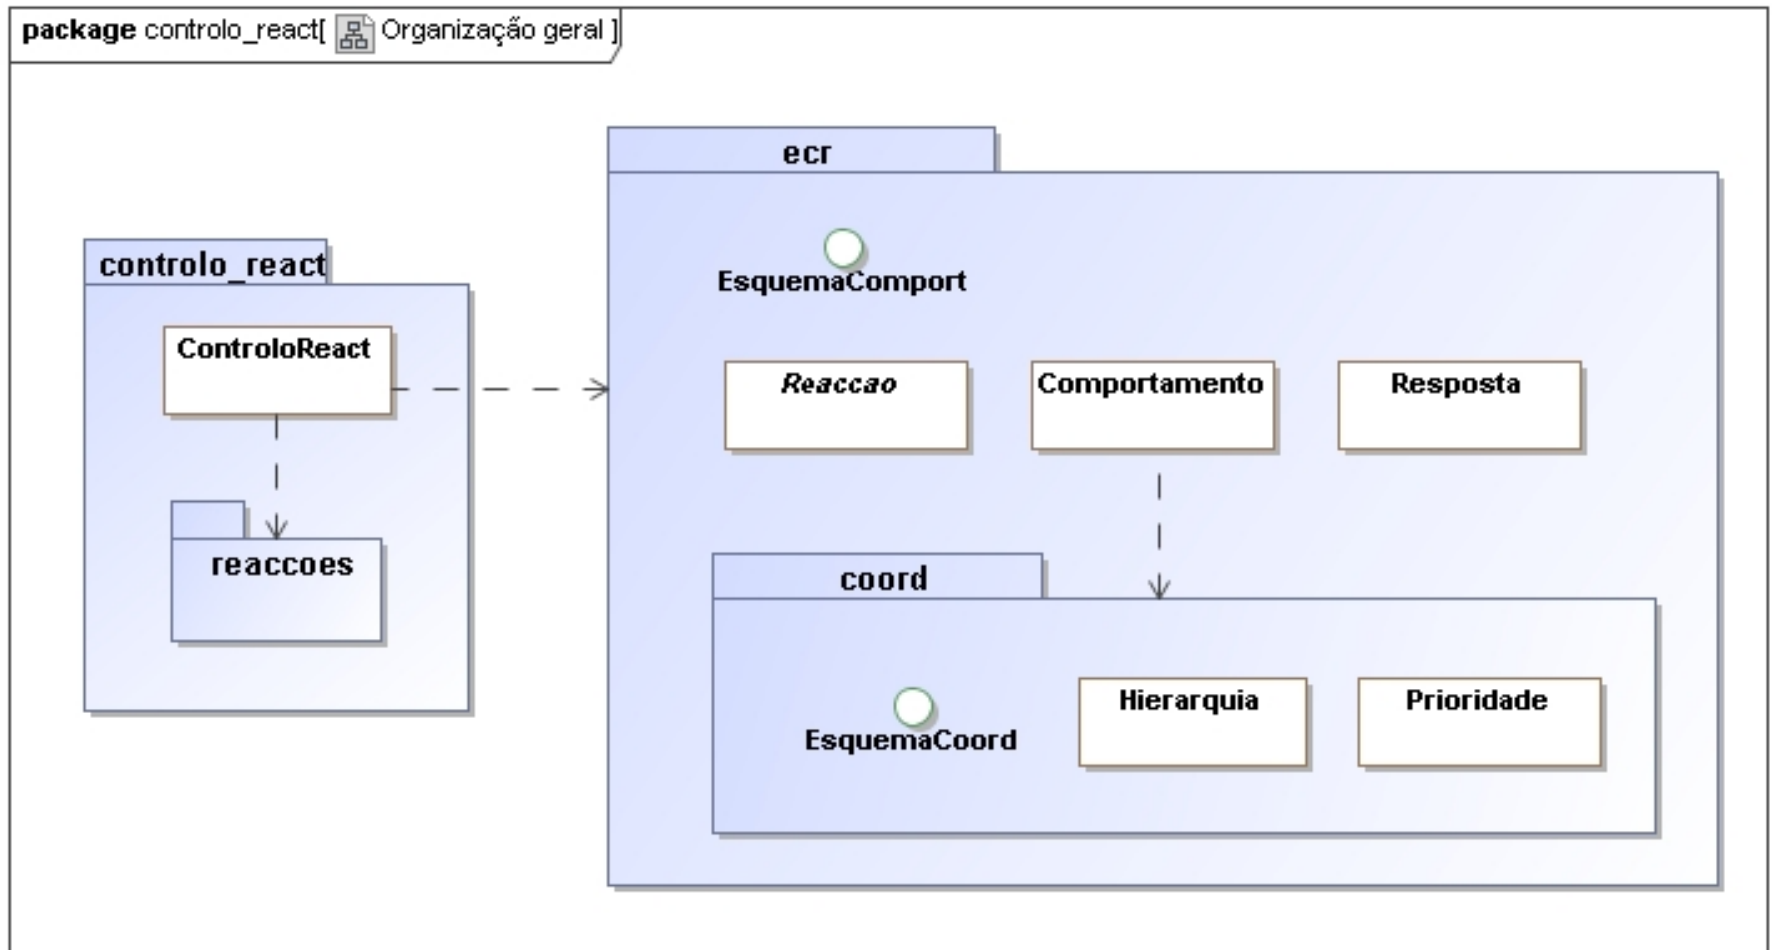 package controlo_react[ Organização geral ]
ecr
EsquemaComport
controlo_react
ControloReact
Reaccao
Comportamento
Resposta
reaccoes
coord
EsquemaCoord
Hierarquia
Prioridade